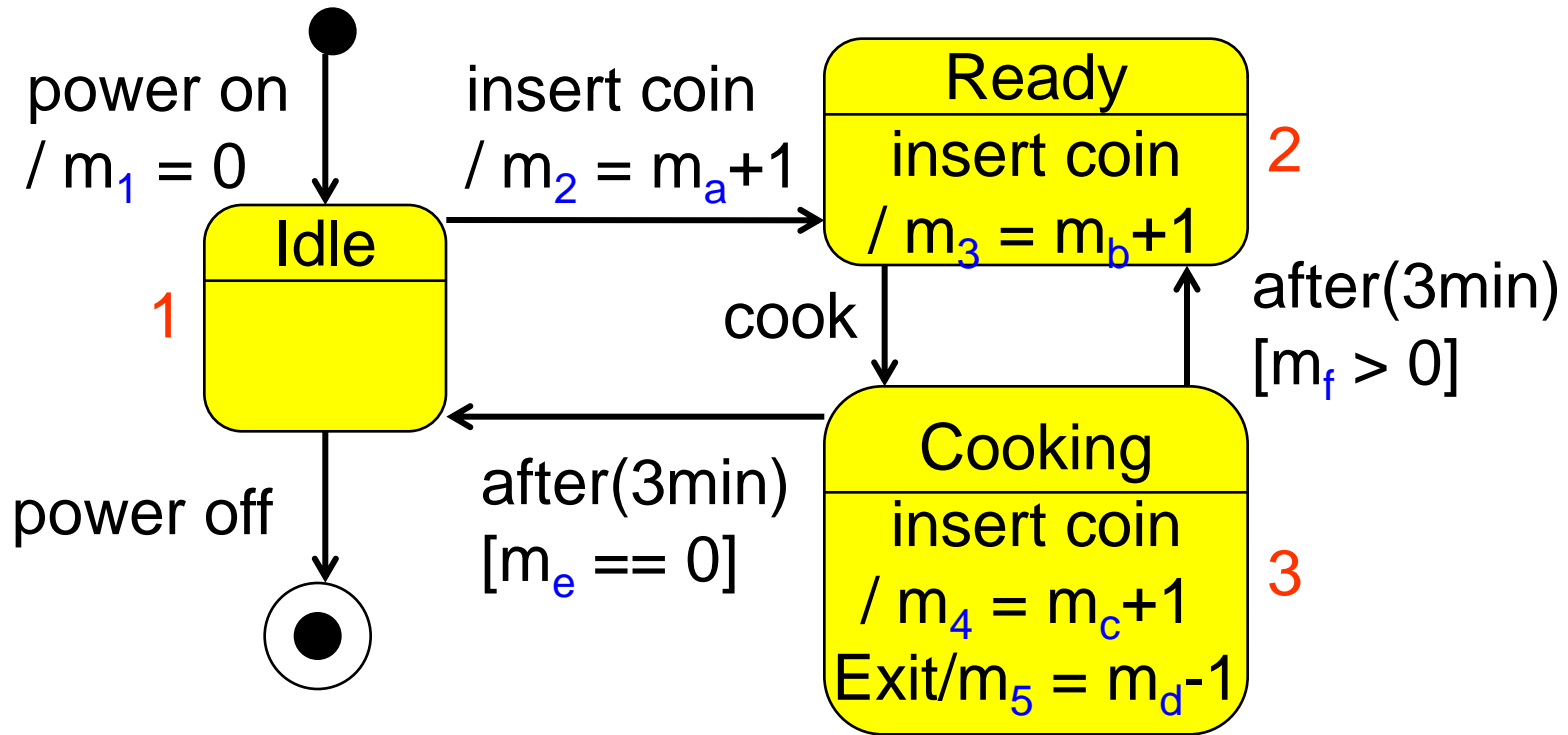 power on
/ m1 = 0
insert coin
/ m2 = ma+1
Ready
insert coin
/ m3 = mb+1
2
Idle
1
cook
after(3min)
[mf > 0]
power off
after(3min)
[me == 0]
Cooking
insert coin
/ m4 = mc+1
Exit/m5 = md-1
3